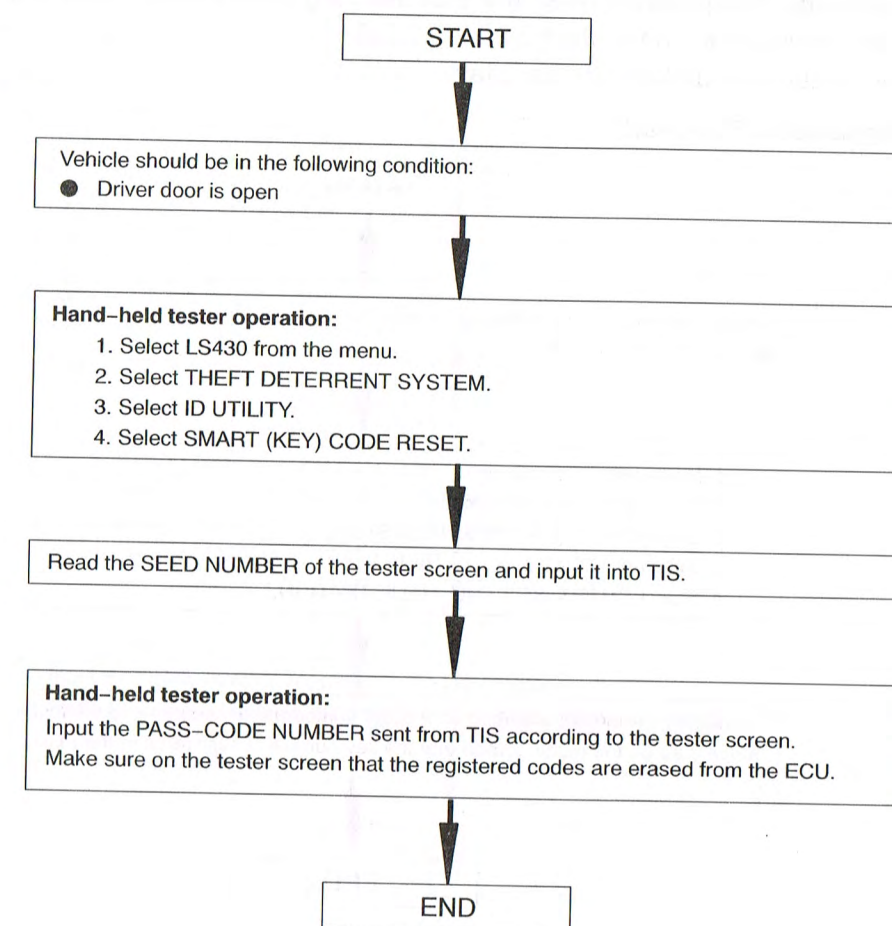 START
Vehicle should be in the following condition:
● Driver door is open
Hand–held tester operation:
1. Select LS430 from the menu.
2. Select THEFT DETERRENT SYSTEM.
3. Select ID UTILITY.
4. Select SMART (KEY) CODE RESET.
Read the SEED NUMBER of the tester screen and input it into TIS.
Hand–held tester operation:
Input the PASS–CODE NUMBER sent from TIS according to the tester screen.
Make sure on the tester screen that the registered codes are erased from the ECU.
END